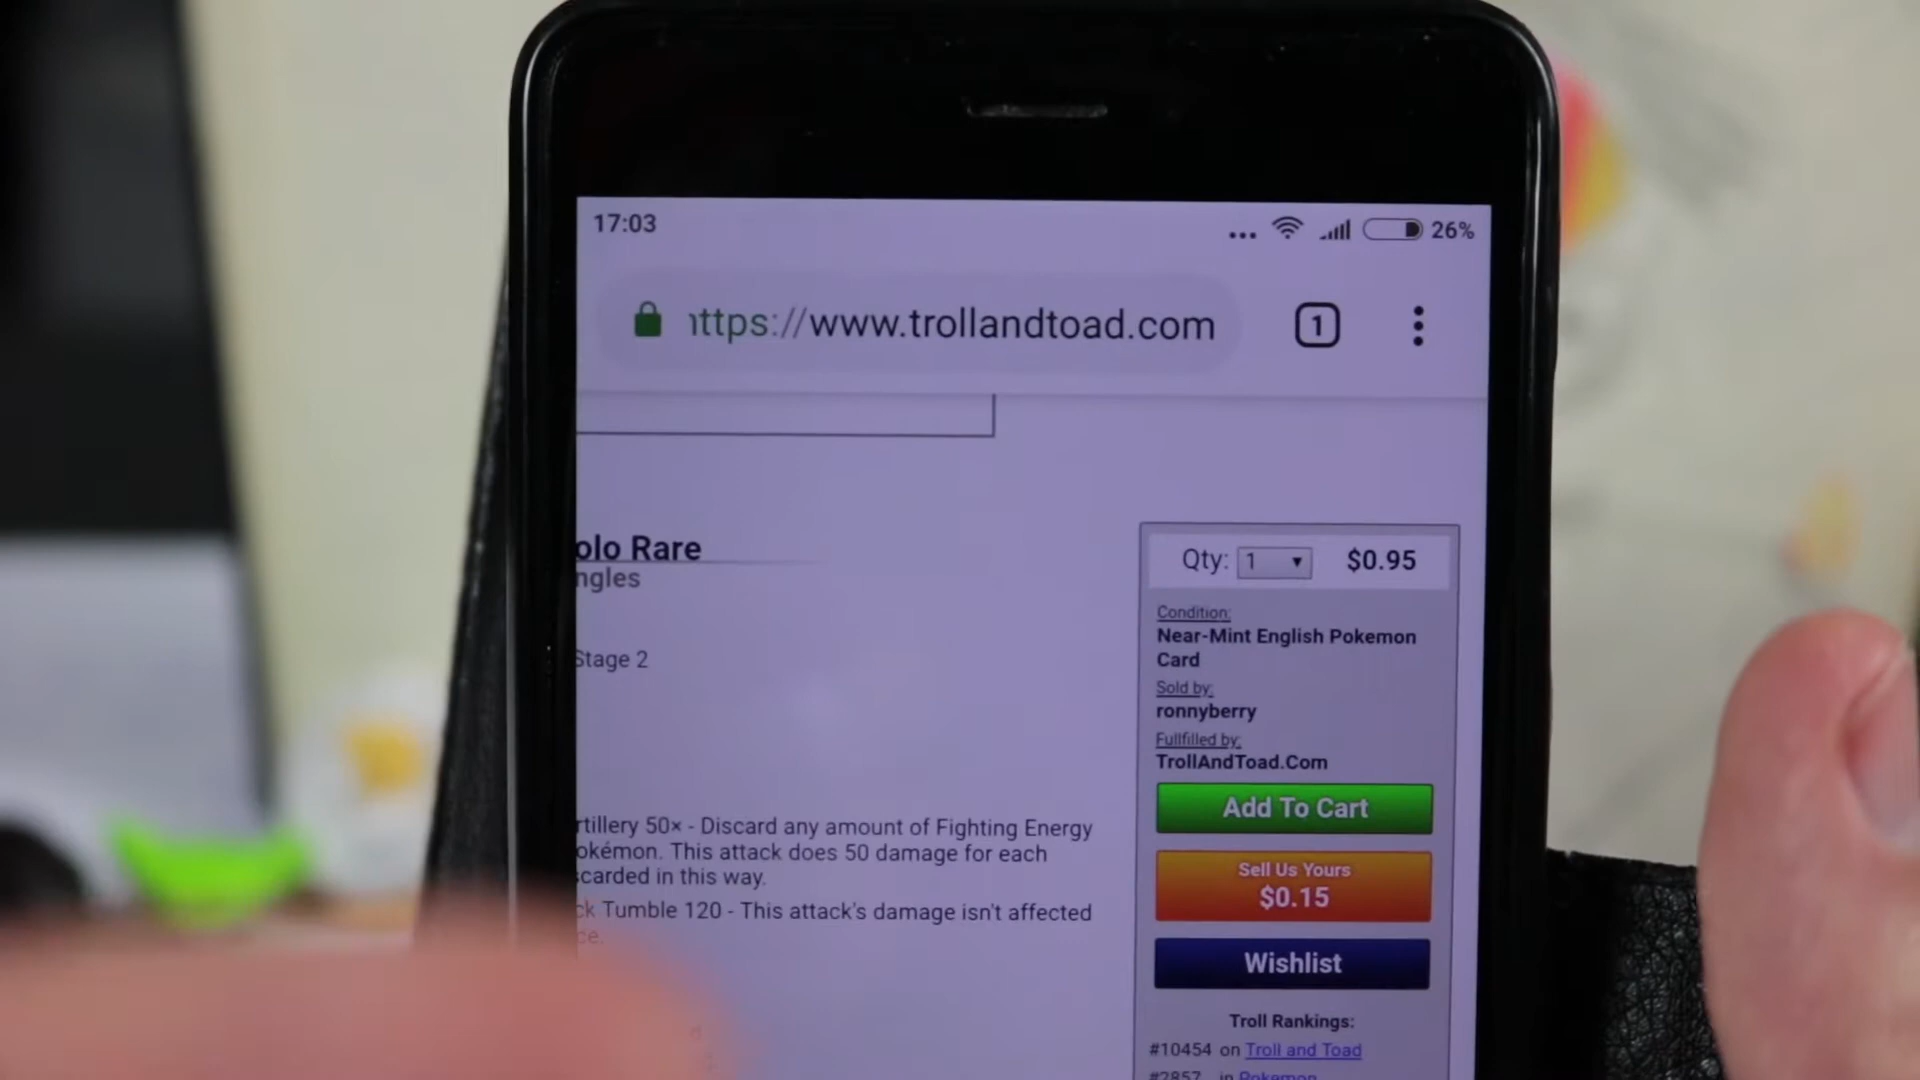 17:03
26%
ttps://www.trollandtoad.com
1
olo Rare
ngles
Stage 2
Qty: 1 $0.95
Condition:
Near-Mint English Pokemon
Card
Sold by:
ronnyberry
Fullfilled by:
TrollAndToad.Com
Add To Cart
rtillery 50× - Discard any amount of Fighting Energy
okémon. This attack does 50 damage for each
scarded in this way.
ck Tumble 120 - This attack's damage isn't affected
ce.
Sell Us Yours
$0.15
Wishlist
Troll Rankings:
#10454 on Troll and Toad
#2857 in Pokemon